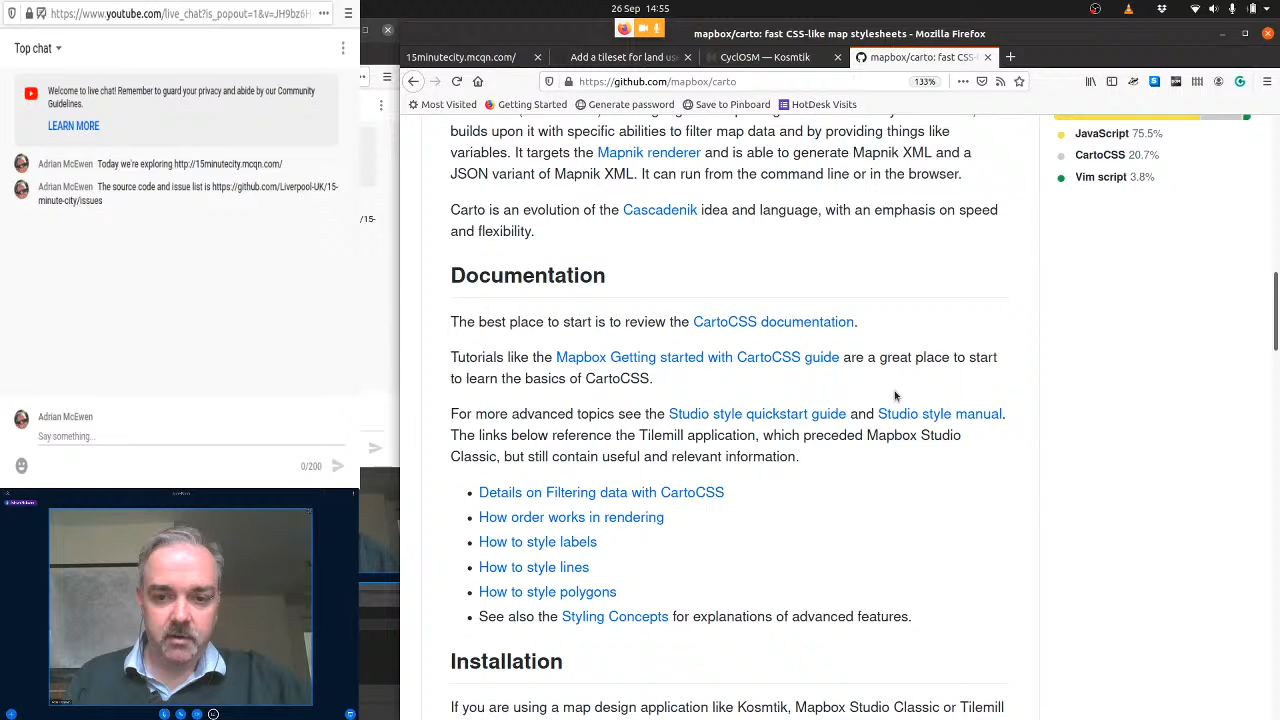 26 Sep 14:55
https://www.youtube.com/live_chat?is_popout=1&v=JH9bz6H
Top chat
Welcome to live chat! Remember to guard your privacy and abide by our Community
Guidelines.
LEARN MORE
Adrian McEwen Today we're exploring http://15minutecity.mcqn.com/
Adrian McEwen The source code and issue list is https://github.com/Liverpool-UK/15-
minute-city/issues
/15-
Adrian McEwen
Say something...
0/200
mapbox/carto: fast CSS-like map stylesheets - Mozilla Firefox
15minutecity.mcqn.com/
Add a tileset for land us
CyclOSM — Kosmtik
mapbox/carto: fast CSS-l
https://github.com/mapbox/carto
133%
Most Visited
Getting Started
Generate password
Save to Pinboard
HotDesk Visits
builds upon it with specific abilities to filter map data and by providing things like
variables. It targets the Mapnik renderer and is able to generate Mapnik XML and a
JSON variant of Mapnik XML. It can run from the command line or in the browser.
Carto is an evolution of the Cascadenik idea and language, with an emphasis on speed
and flexibility.
Documentation
The best place to start is to review the CartoCSS documentation.
Tutorials like the Mapbox Getting started with CartoCSS guide are a great place to start
to learn the basics of CartoCSS.
For more advanced topics see the Studio style quickstart guide and Studio style manual.
The links below reference the Tilemill application, which preceded Mapbox Studio
Classic, but still contain useful and relevant information.
Details on Filtering data with CartoCSS
How order works in rendering
How to style labels
How to style lines
How to style polygons
See also the Styling Concepts for explanations of advanced features.
Installation
If you are using a map design application like Kosmtik, Mapbox Studio Classic or Tilemill
JavaScript 75.5%
CartoCSS 20.7%
Vim script 3.8%